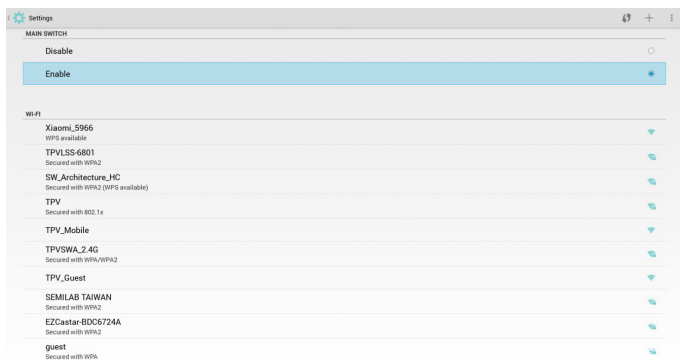 Settings
MAIN SWITCH
Disable
Enable
WI-FI
Xiaomi_5966
WPS available
TPVLSS-6801
Secured with WPA2
SW_Architecture_HC
Secured with WPA2 (WPS available)
TPV
Secured with 802.1x
TPV_Mobile
TPVSWA_2.4G
Secured with WPA/WPA2
TPV_Guest
SEMILAB TAIWAN
Secured with WPA2
EZCastar-BDC6724A
Secured with WPA2
guest
Secured with WPA